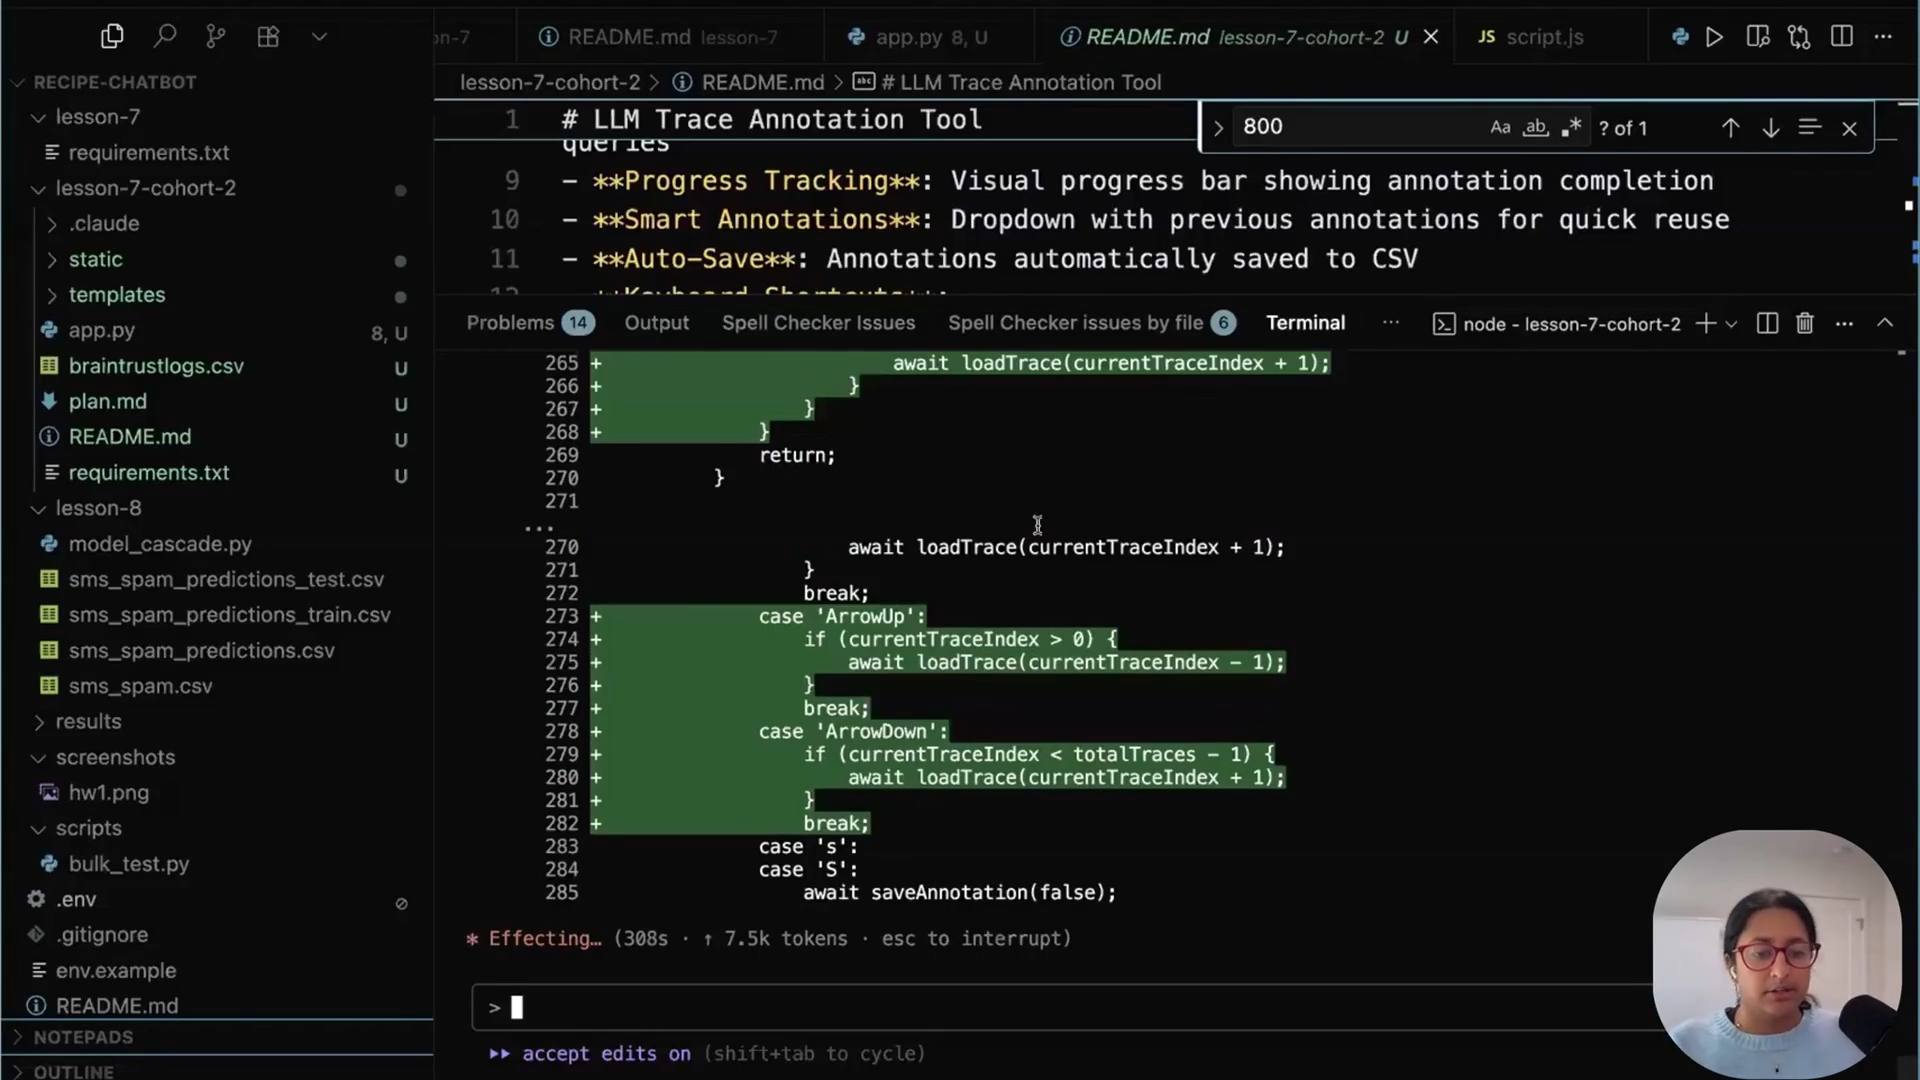 n-7
README.md lesson-7
app.py 8, U
README.md lesson-7-cohort-2 U
JS script.js
RECIPE-CHATBOT
lesson-7
requirements.txt
lesson-7-cohort-2
.claude
static
templates
app.py 8, U
braintrustlogs.csv U
plan.md U
README.md U
requirements.txt U
lesson-8
model_cascade.py
sms_spam_predictions_test.csv
sms_spam_predictions_train.csv
sms_spam_predictions.csv
sms_spam.csv
results
screenshots
hw1.png
scripts
bulk_test.py
.env
.gitignore
env.example
README.md
NOTEPADS
OUTLINE
lesson-7-cohort-2 > README.md > abc # LLM Trace Annotation Tool
800 Aa ab .* ? of 1
1 # LLM Trace Annotation Tool
queries
9 - **Progress Tracking**: Visual progress bar showing annotation completion
10 - **Smart Annotations**: Dropdown with previous annotations for quick reuse
11 - **Auto-Save**: Annotations automatically saved to CSV
12 - **Keyboard Shortcuts**:
Problems 14 Output Spell Checker Issues Spell Checker issues by file 6 Terminal ... node - lesson-7-cohort-2
265 + await loadTrace(currentTraceIndex + 1);
266 + }
267 + }
268 + }
269 return;
270 }
271
...
270 await loadTrace(currentTraceIndex + 1);
271 }
272 break;
273 + case 'ArrowUp':
274 + if (currentTraceIndex > 0) {
275 + await loadTrace(currentTraceIndex - 1);
276 + }
277 + break;
278 + case 'ArrowDown':
279 + if (currentTraceIndex < totalTraces - 1) {
280 + await loadTrace(currentTraceIndex + 1);
281 + }
282 + break;
283 case 's':
284 case 'S':
285 await saveAnnotation(false);
* Effecting… (308s · ↑ 7.5k tokens · esc to interrupt)
>
accept edits on (shift+tab to cycle)